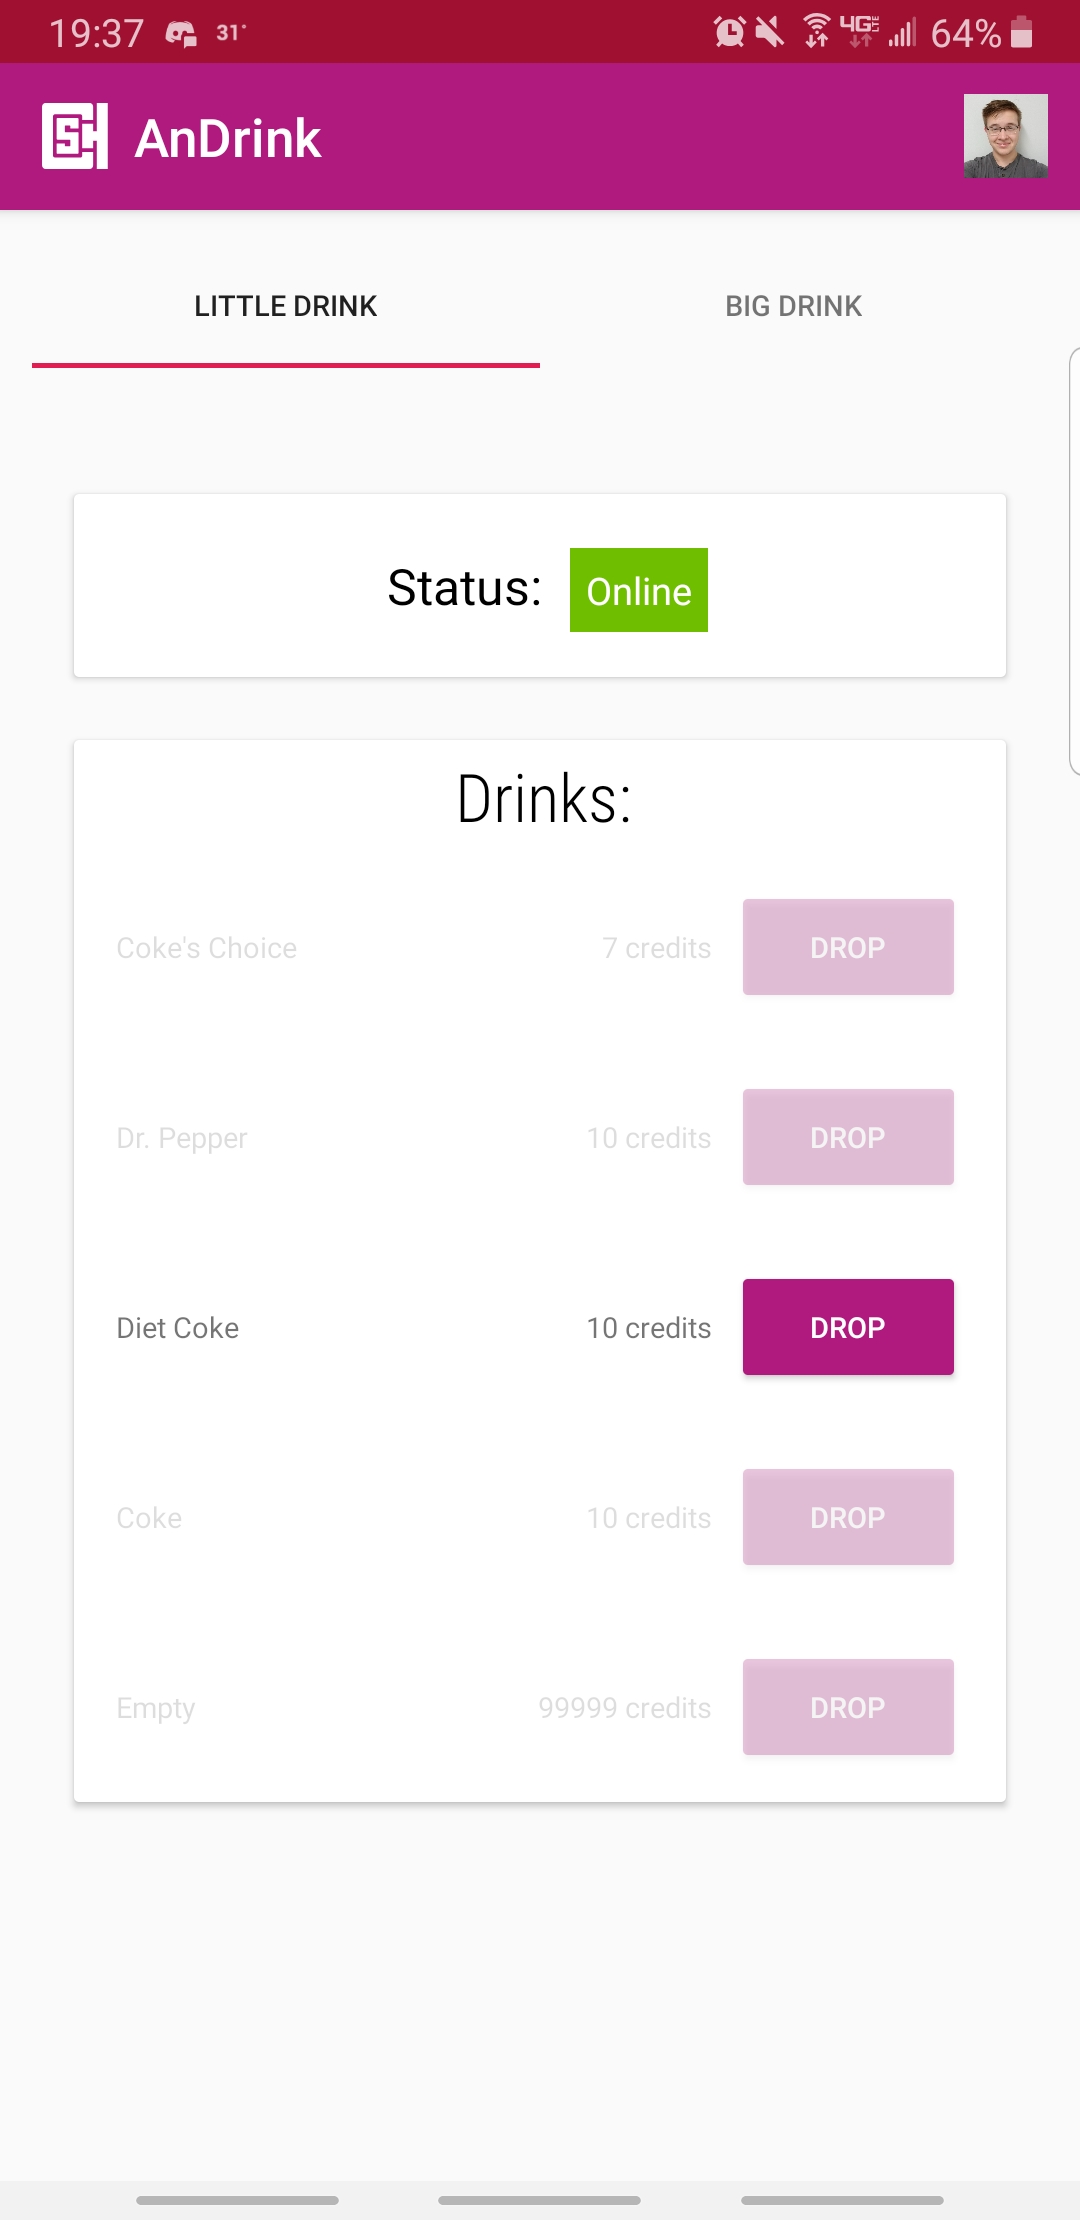 19:37 31° 4G LTE 64%
CSH AnDrink
LITTLE DRINK BIG DRINK
Status: Online
Drinks:
Coke's Choice 7 credits DROP
Dr. Pepper 10 credits DROP
Diet Coke 10 credits DROP
Coke 10 credits DROP
Empty 99999 credits DROP